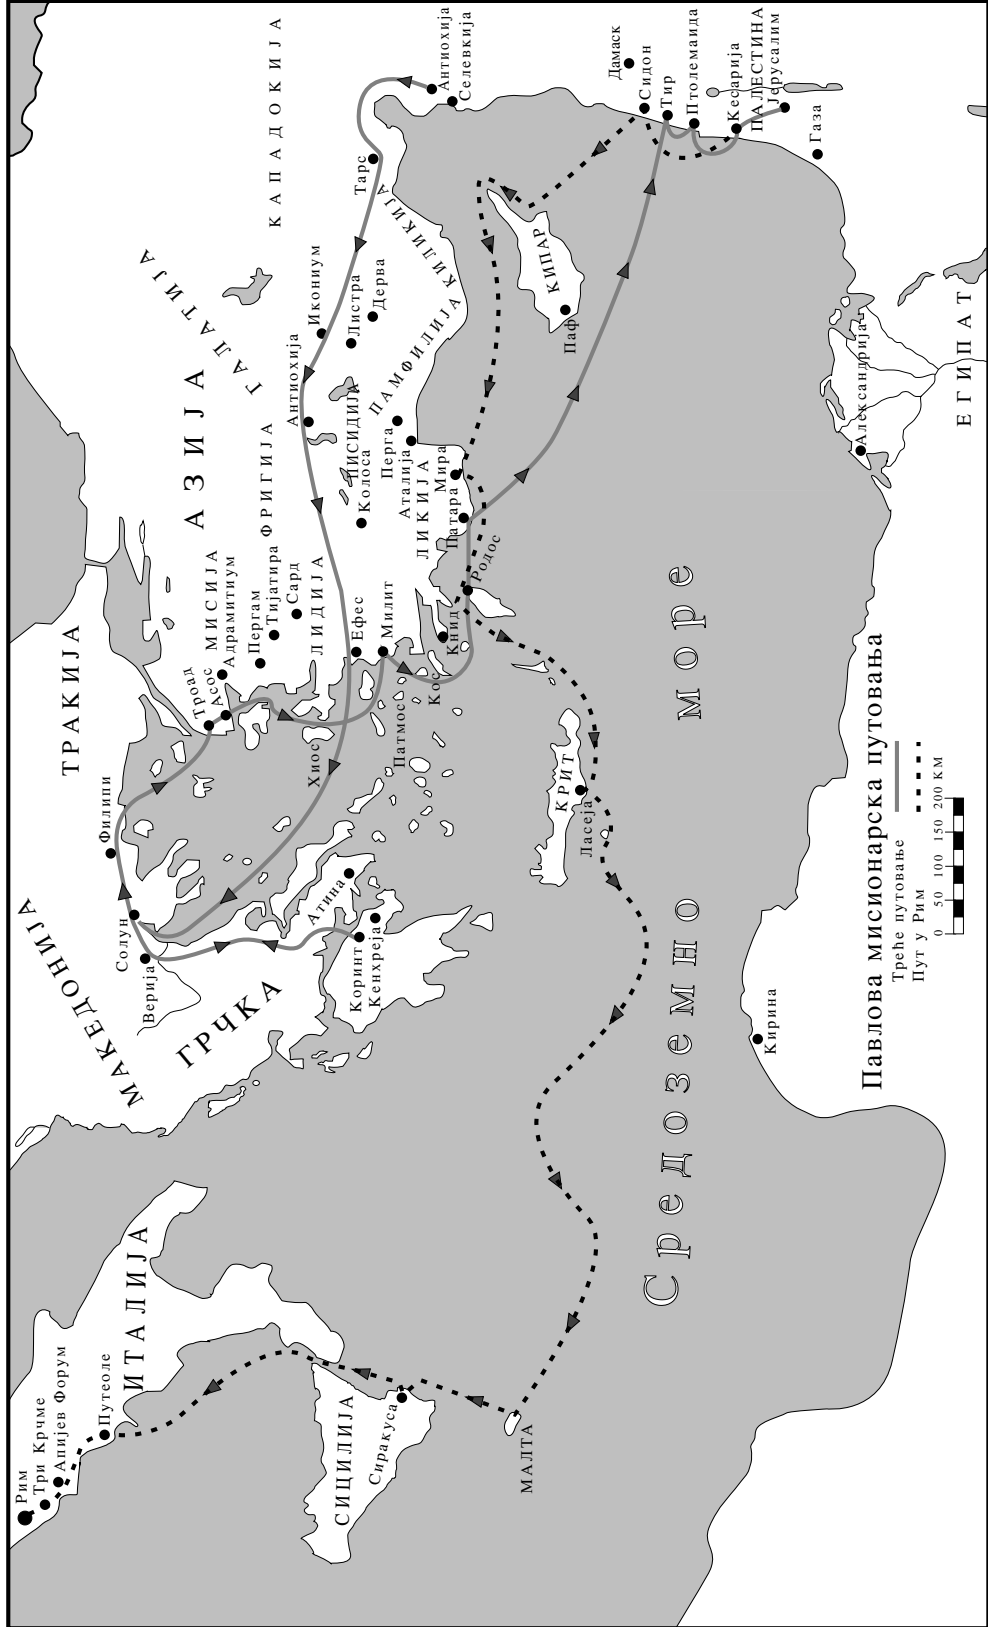 Рим
Три Крчме
Апијев Форум
Путеоле
ИТАЛИЈА
СИЦИЛИЈА
Сиракуса
МАЛТА
МАКЕДОНИЈА
ГРЧКА
Верија
Солун
Филипи
ТРАКИЈА
Атина
Коринт
Кенхреја
Троад
Асос
МИСИЈА
Адрамитиум
Пергам
Тијатира
Сард
ЛИДИЈА
ФРИГИЈА
АЗИЈА
ГАЛАТИЈА
КАПАДОКИЈА
Хиос
Ефес
Милит
Патмос
Кос
Книд
Родос
Колоса
ПИСИДИЈА
Антиохија
Икониум
Листра
Дерва
ПАМФИЛИЈА
Перга
Аталија
ЛИКИЈА
Мира
Патара
КИЛИКИЈА
Тарс
Антиохија
Селевкија
КИПАР
Паф
КРИТ
Ласеја
Дамаск
Сидон
Тир
Птолемаида
Кесарија
ПАЛЕСТИНА
Јерусалим
Газа
Александрија
ЕГИПАТ
Кирина
Средоземно море
Павлова мисионарска путовања
Треће путовање
Пут у Рим
0 50 100 150 200 км